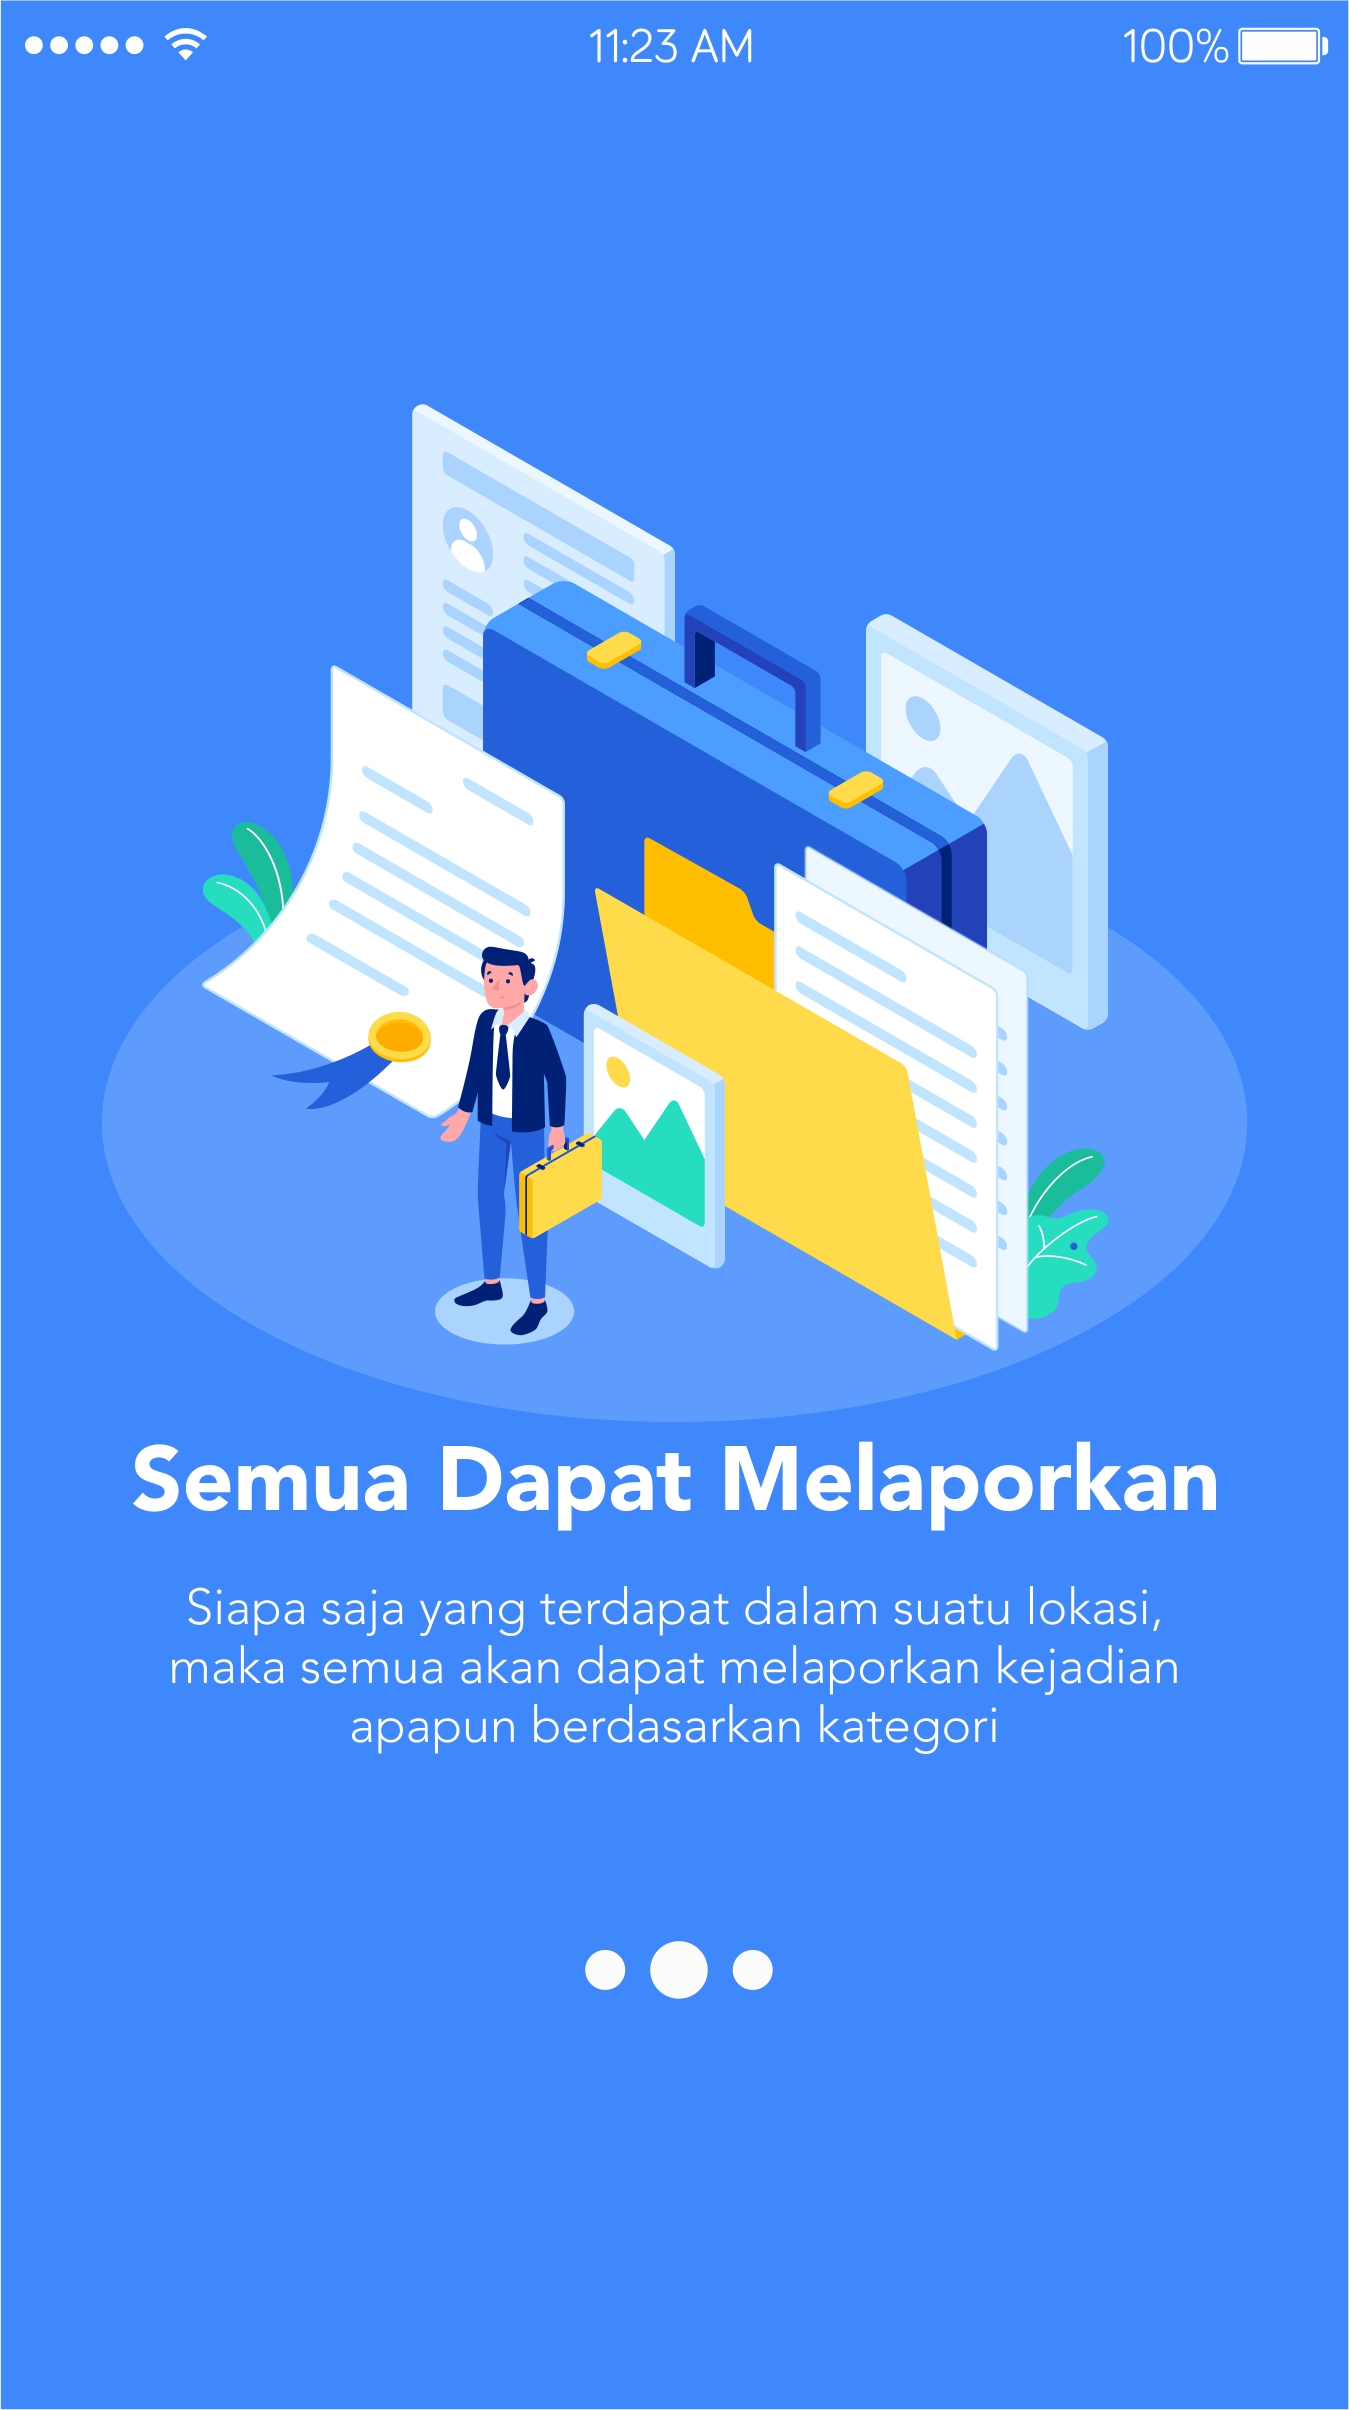 11:23 AM
100%
Semua Dapat Melaporkan
Siapa saja yang terdapat dalam suatu lokasi,
maka semua akan dapat melaporkan kejadian
apapun berdasarkan kategori